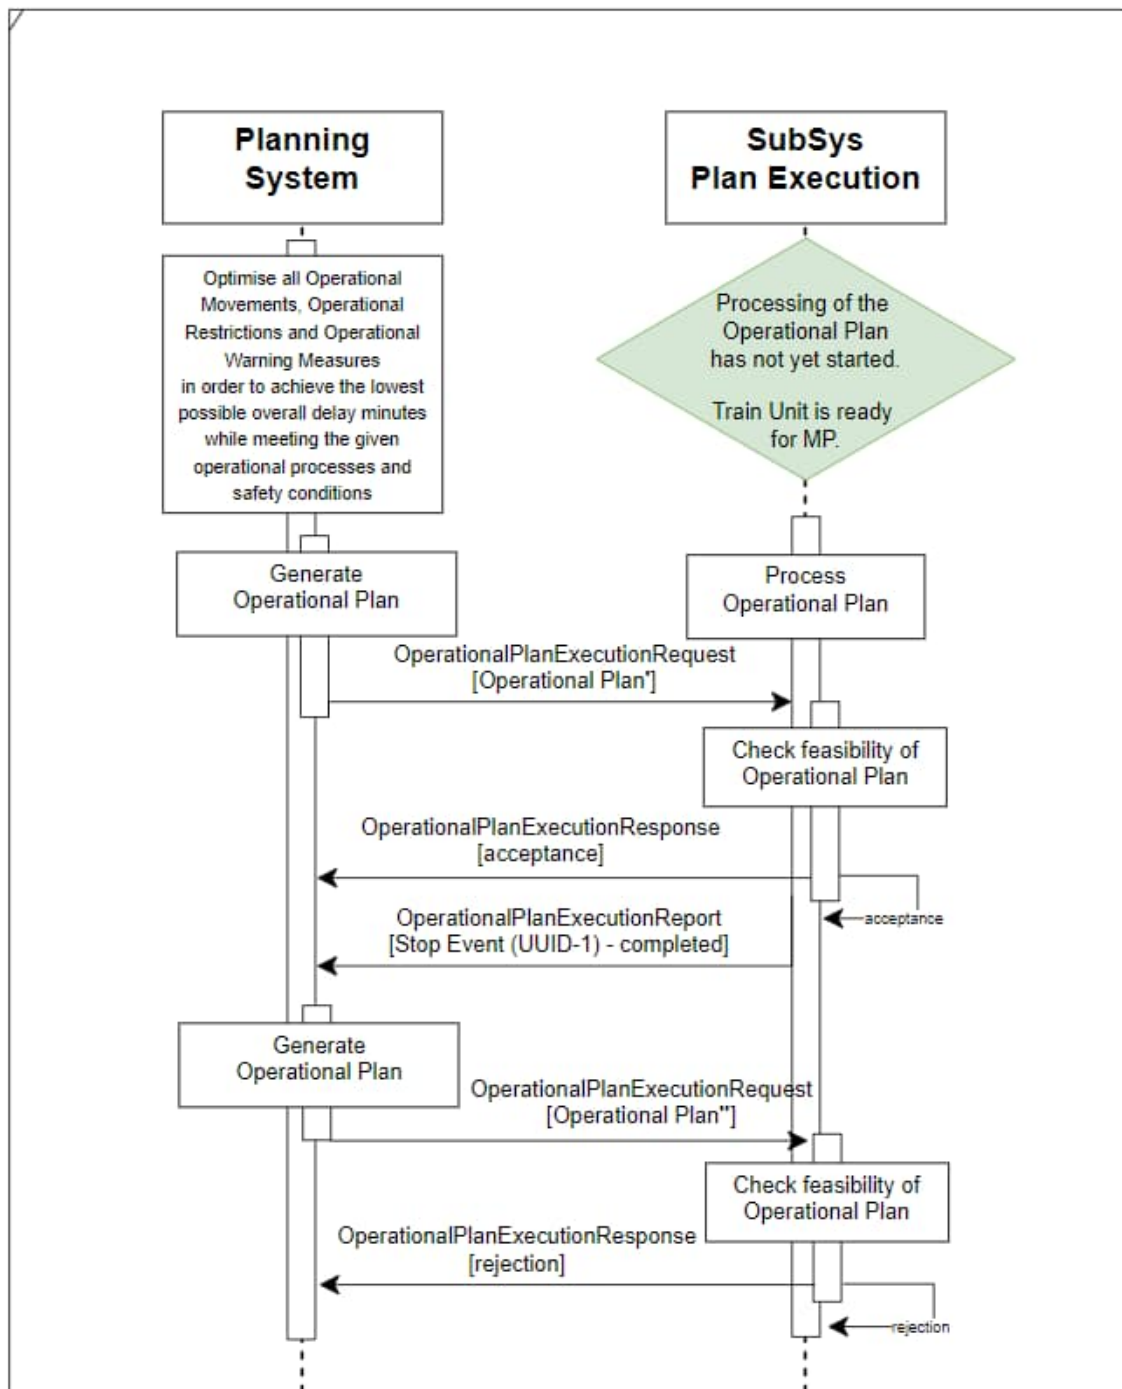 Planning
System
SubSys
Plan Execution
Optimise all Operational
Movements, Operational
Restrictions and Operational
Warning Measures
in order to achieve the lowest
possible overall delay minutes
while meeting the given
operational processes and
safety conditions
Processing of the
Operational Plan
has not yet started.
Train Unit is ready
for MP.
Generate
Operational Plan
Process
Operational Plan
OperationalPlanExecutionRequest
[Operational Plan']
Check feasibility of
Operational Plan
OperationalPlanExecutionResponse
[acceptance]
acceptance
OperationalPlanExecutionReport
[Stop Event (UUID-1) - completed]
Generate
Operational Plan
OperationalPlanExecutionRequest
[Operational Plan'']
Check feasibility of
Operational Plan
OperationalPlanExecutionResponse
[rejection]
rejection